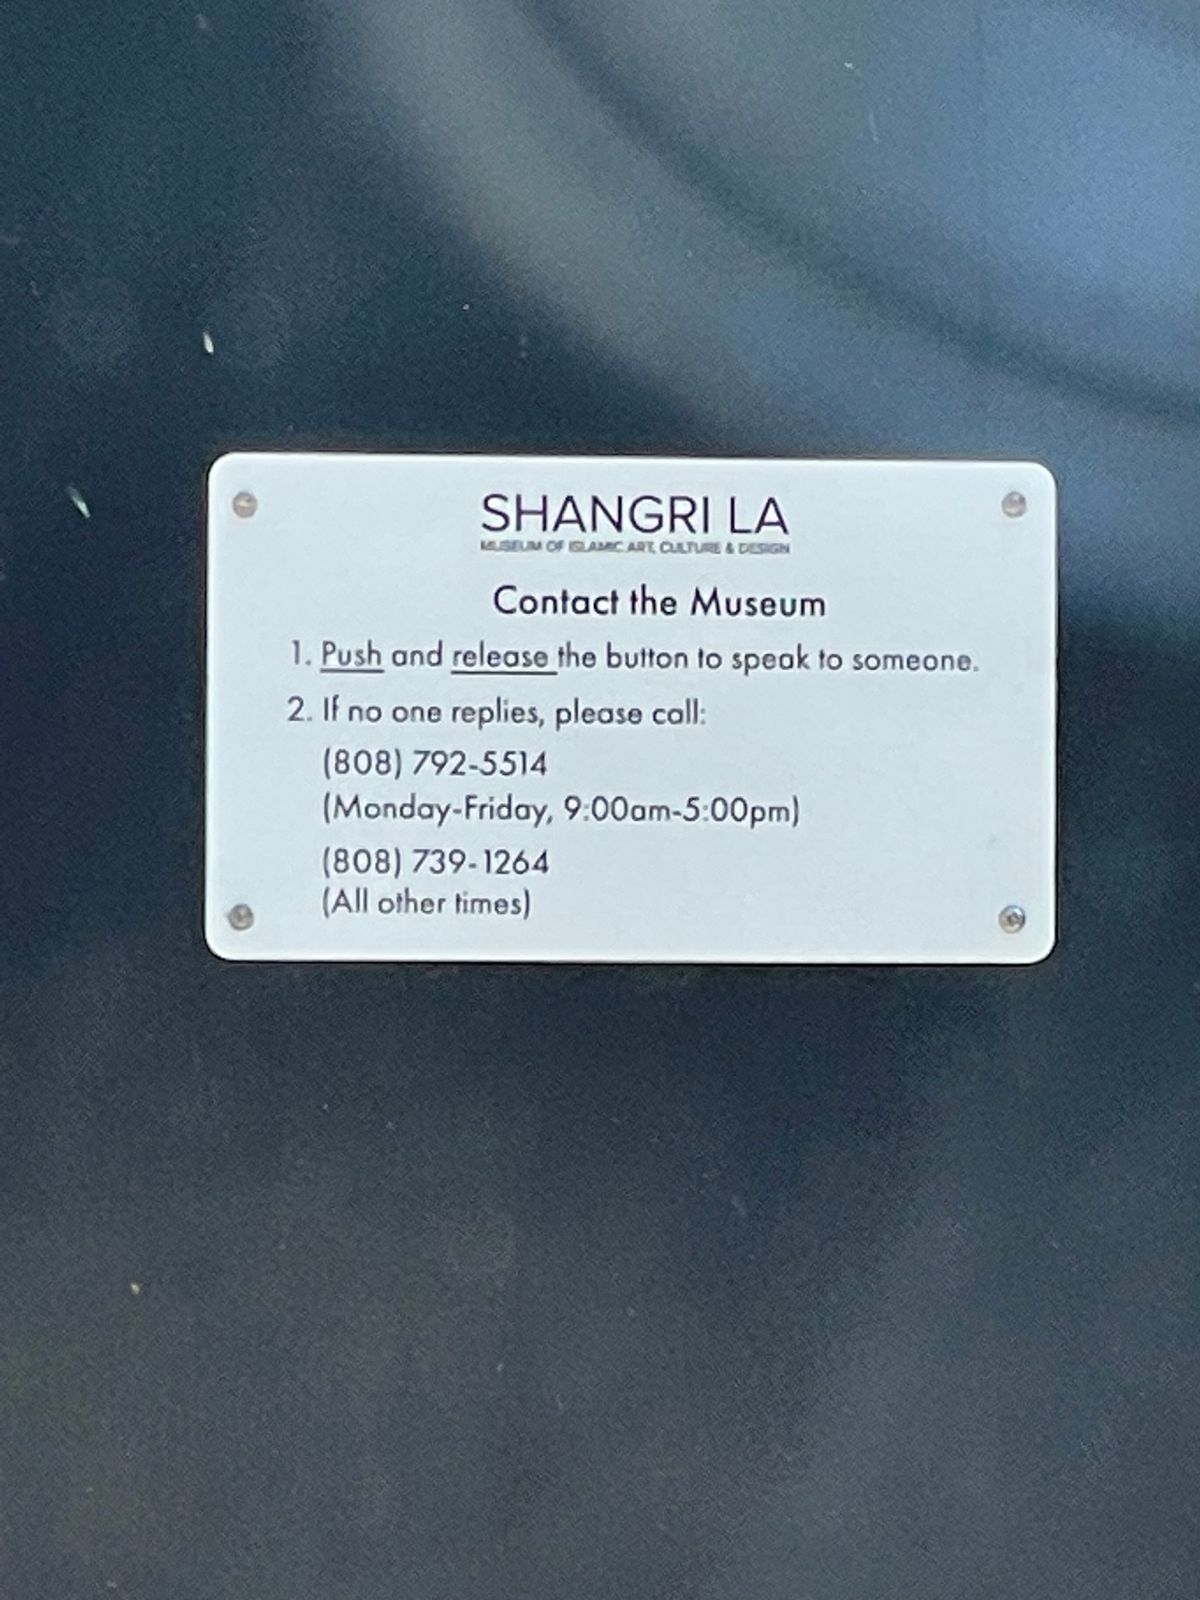 SHANGRI LA
MUSEUM OF ISLAMIC ART, CULTURE & DESIGN
Contact the Museum
1. Push and release the button to speak to someone.
2. If no one replies, please call:
(808) 792-5514
(Monday-Friday, 9:00am-5:00pm)
(808) 739-1264
(All other times)